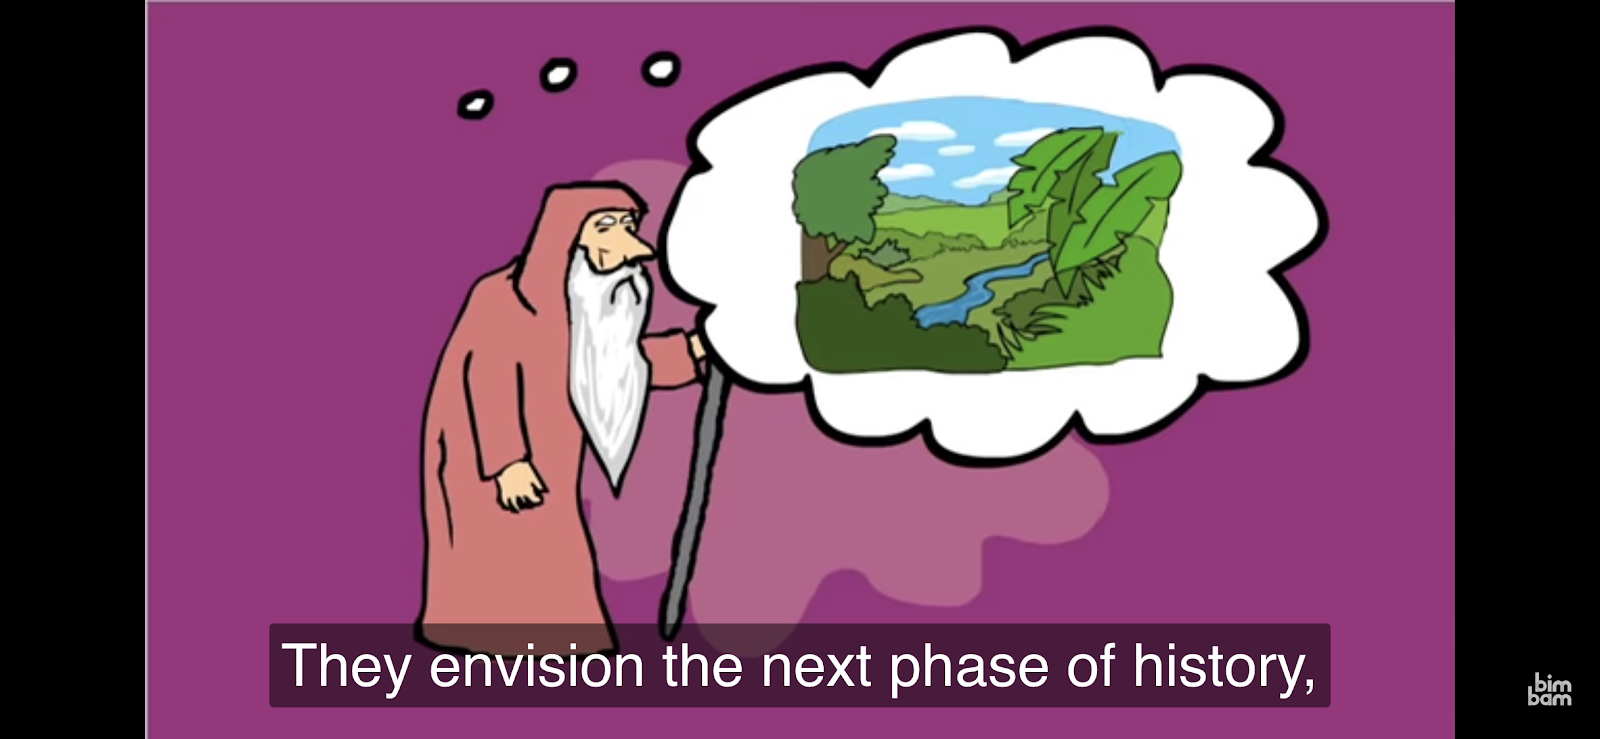 They envision the next phase of history,
bim
bam